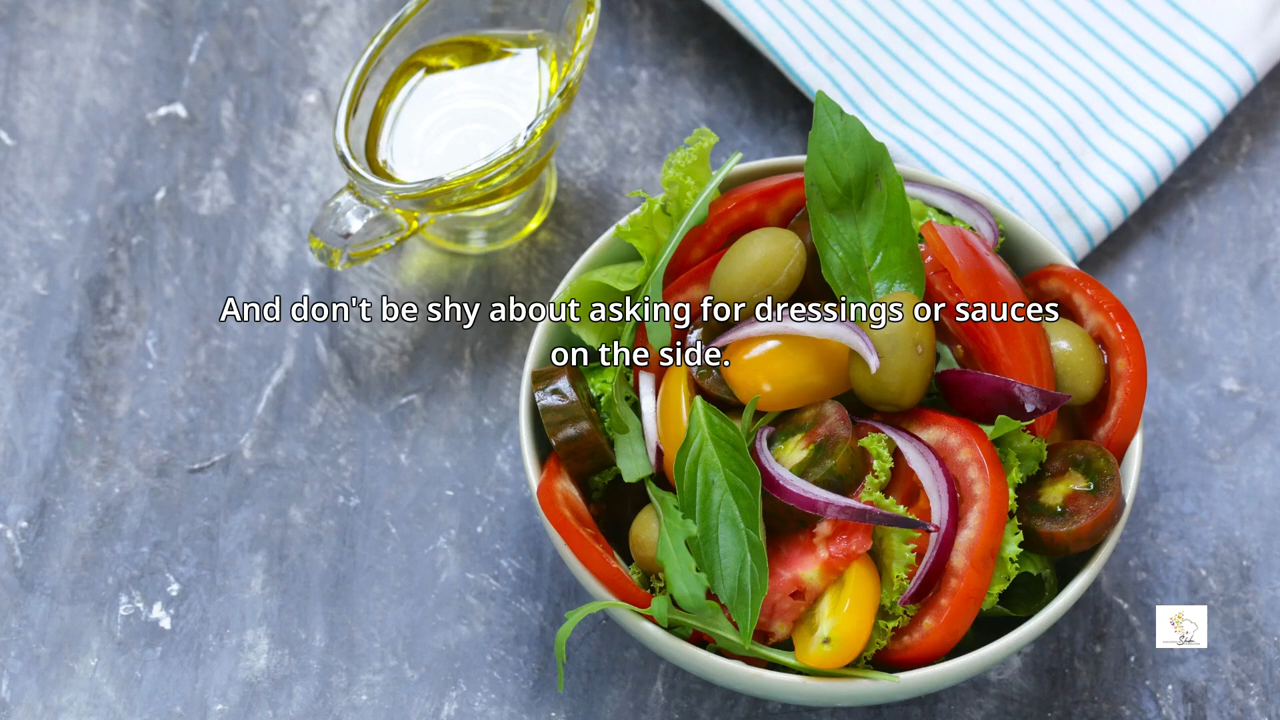 And don't be shy about asking for dressings or sauces
on the side.